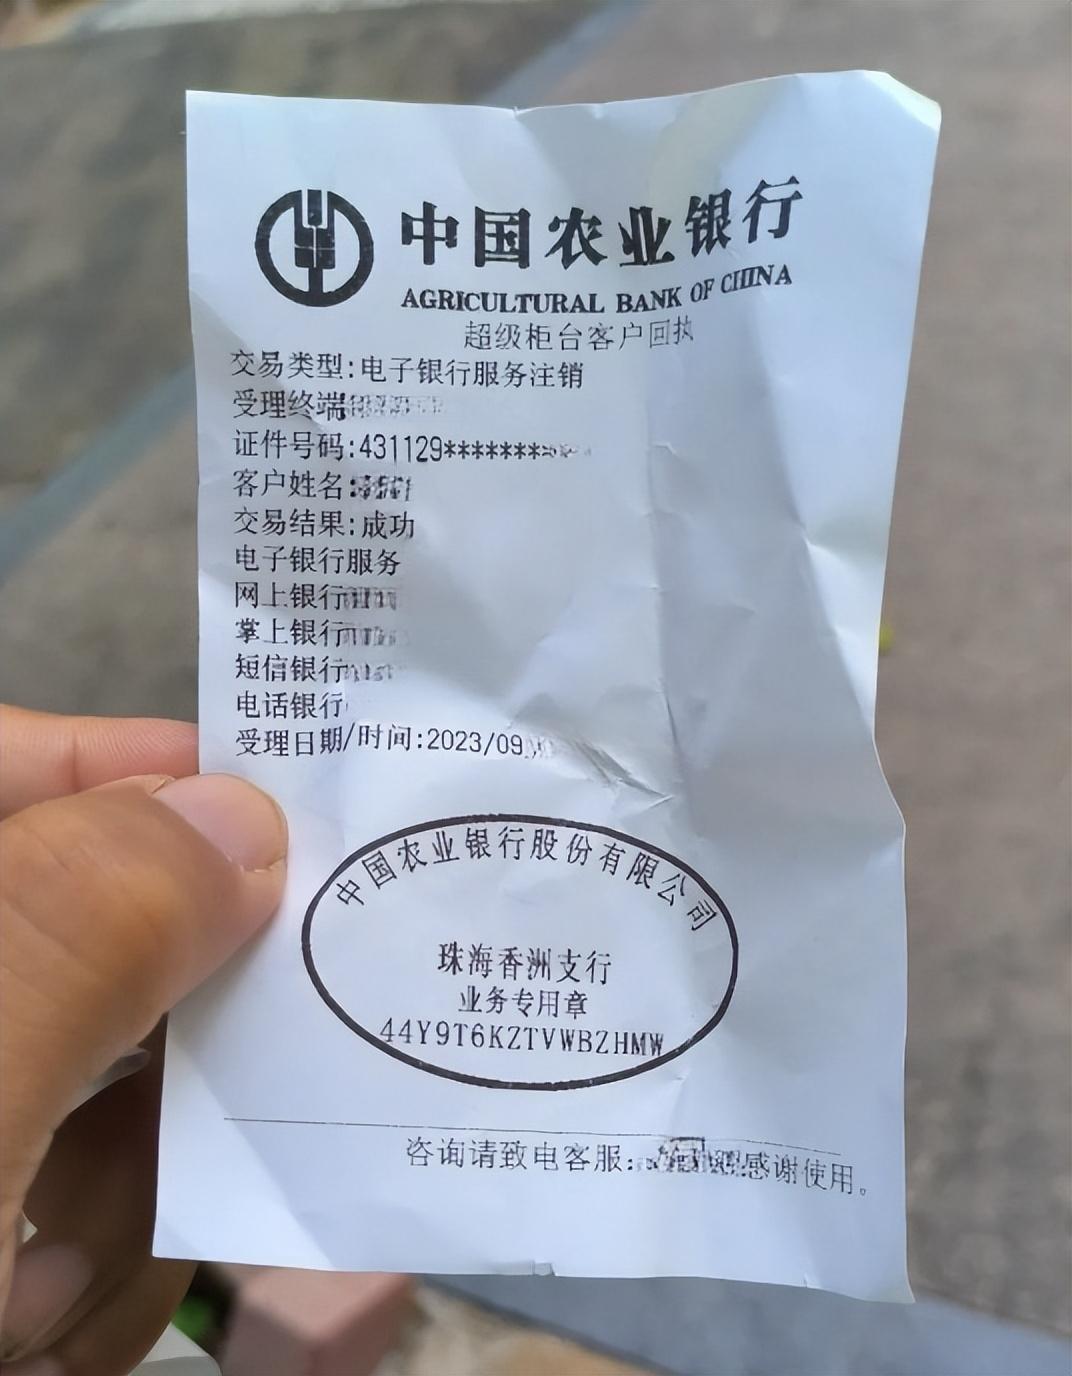 中国农业银行
AGRICULTURAL BANK OF CHINA
超级柜台客户回执
交易类型:电子银行服务注销
受理终端
证件号码:431129********
客户姓名:
交易结果:成功
电子银行服务
网上银行
掌上银行
短信银行
电话银行
受理日期/时间:2023/09
中国农业银行股份有限公司
珠海香洲支行
业务专用章
44Y9T6KZTVWBZHMW
咨询请致电客服: 感谢使用。